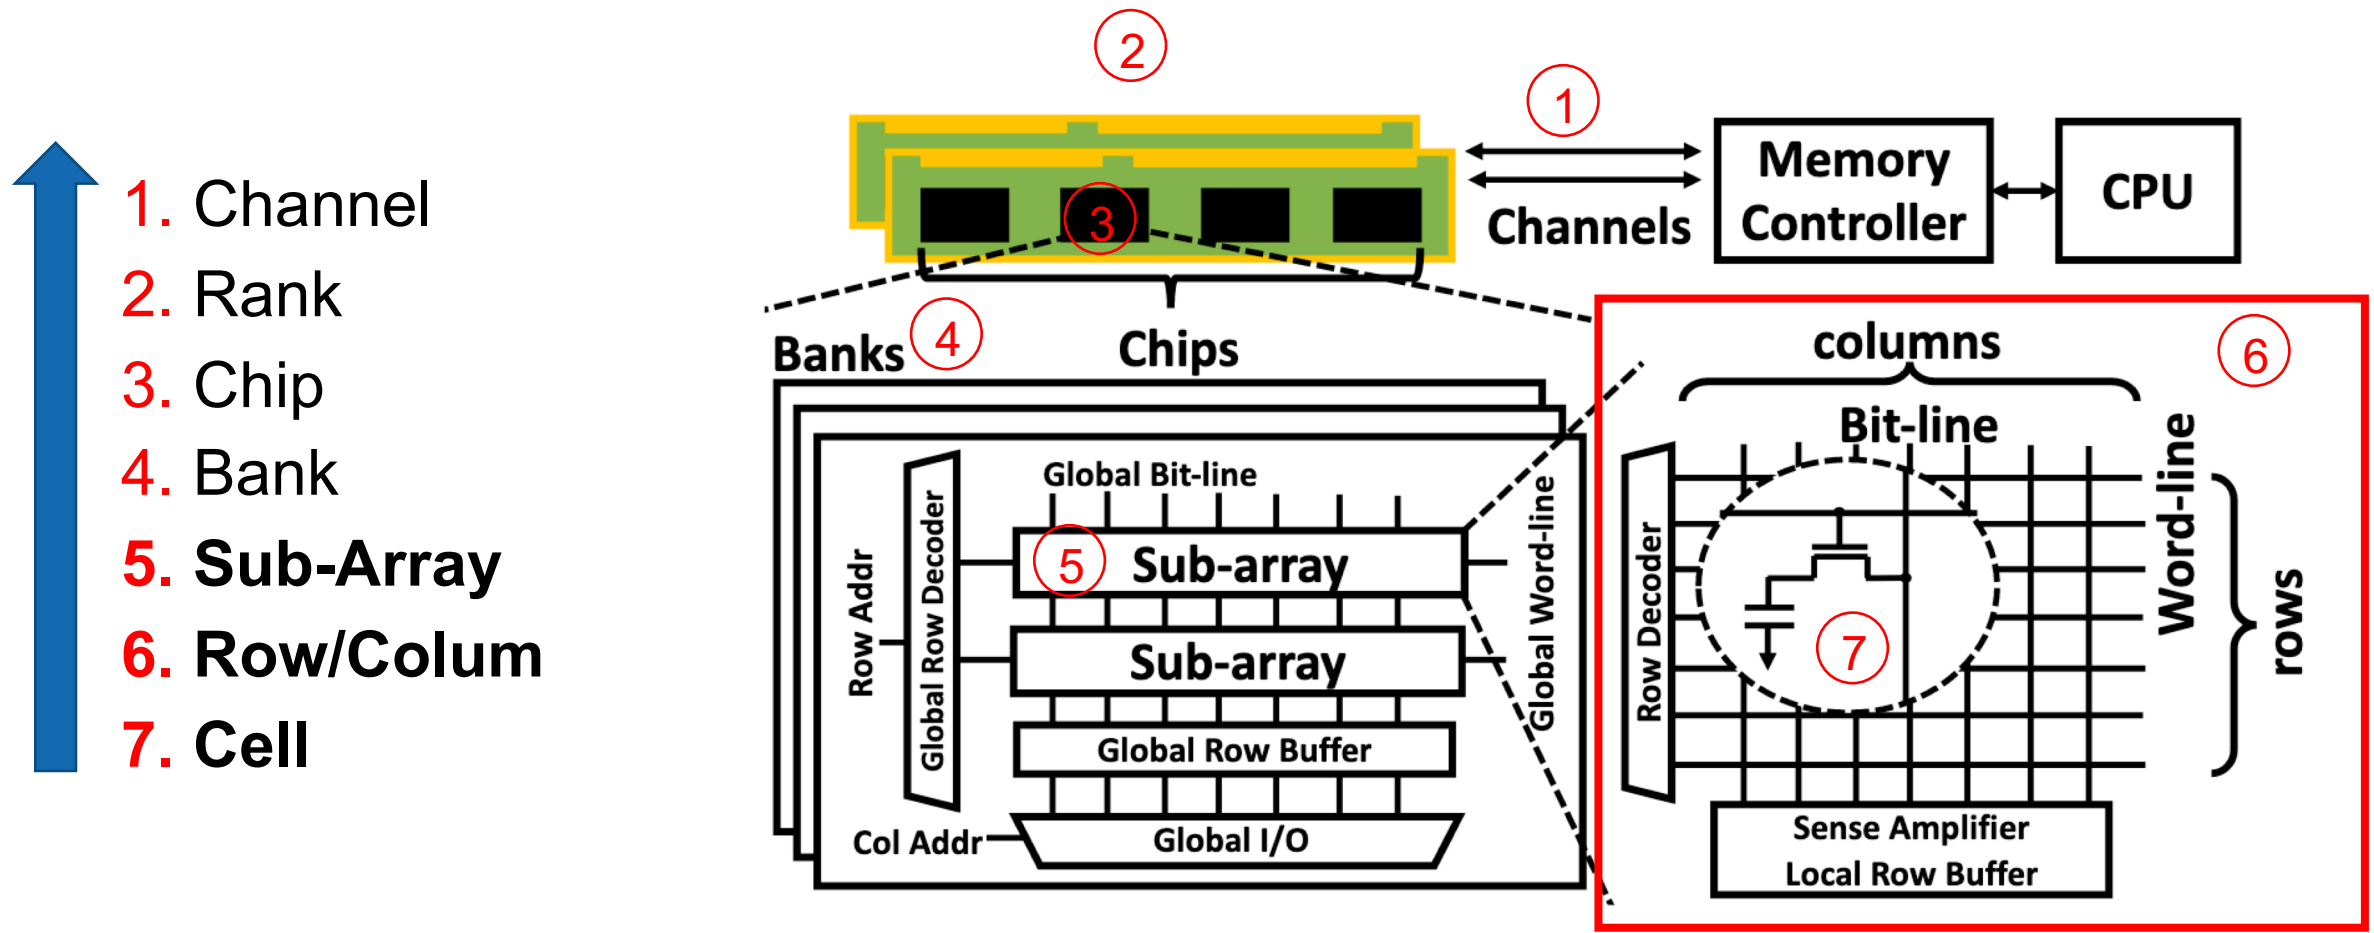 1. Channel
2. Rank
3. Chip
4. Bank
5. Sub-Array
6. Row/Colum
7. Cell
2
1
3
Channels
Memory
Controller
CPU
Banks
4
Chips
Global Bit-line
5
Sub-array
Sub-array
Global Row Buffer
Global I/O
Row Addr
Global Row Decoder
Col Addr
Global Word-line
columns
6
Bit-line
Word-line
rows
Row Decoder
7
Sense Amplifier
Local Row Buffer